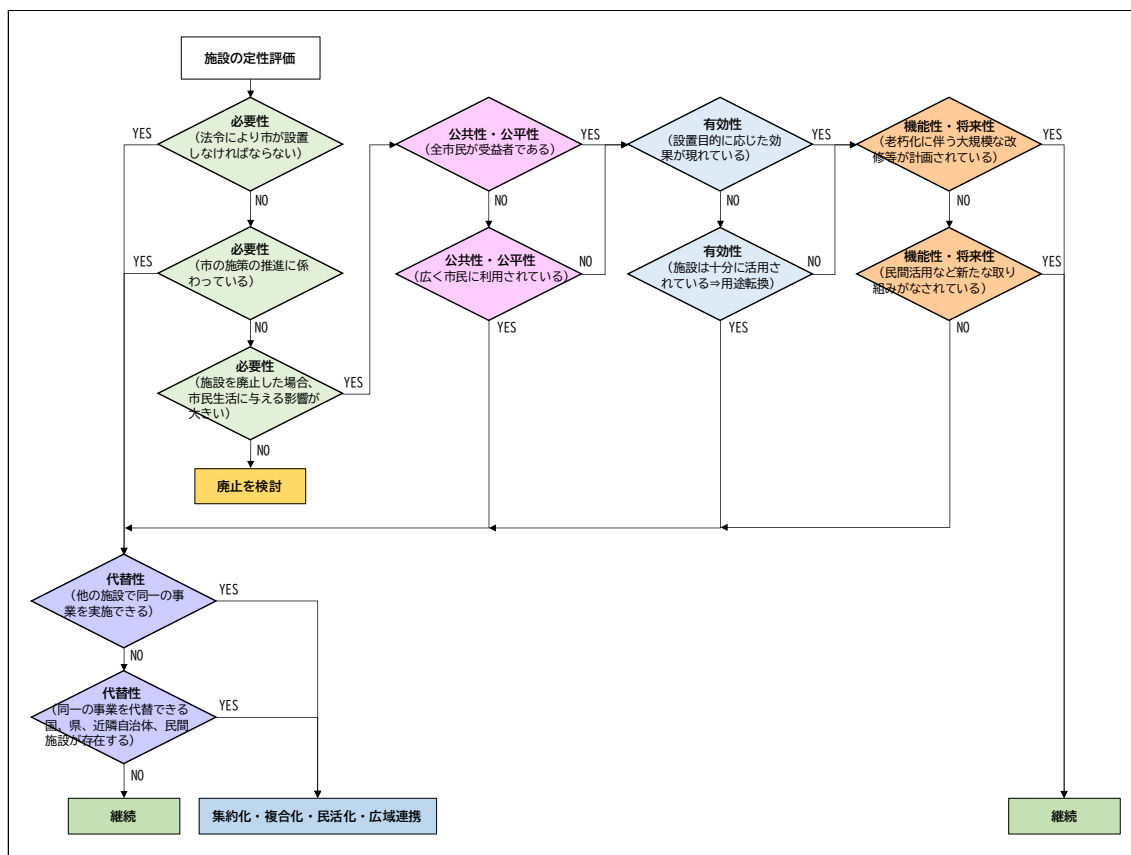 施設の定性評価
必要性
（法令により市が設置
しなければならない）
YES
NO
必要性
（市の施策の推進に係
わっている）
YES
NO
必要性
（施設を廃止した場合、
市民生活に与える影響が
大きい）
YES
NO
廃止を検討
公共性・公平性
（全市民が受益者である）
YES
NO
公共性・公平性
（広く市民に利用されている）
NO
YES
有効性
（設置目的に応じた効
果が現れている）
YES
NO
有効性
（施設は十分に活用さ
れている⇒用途転換）
NO
YES
機能性・将来性
（老朽化に伴う大規模な改
修等が計画されている）
YES
NO
機能性・将来性
（民間活用など新たな取り
組みがなされている）
YES
NO
代替性
（他の施設で同一の事
業を実施できる）
YES
NO
代替性
（同一の事業を代替できる
国、県、近隣自治体、民間
施設が存在する）
YES
NO
継続
集約化・複合化・民活化・広域連携
継続